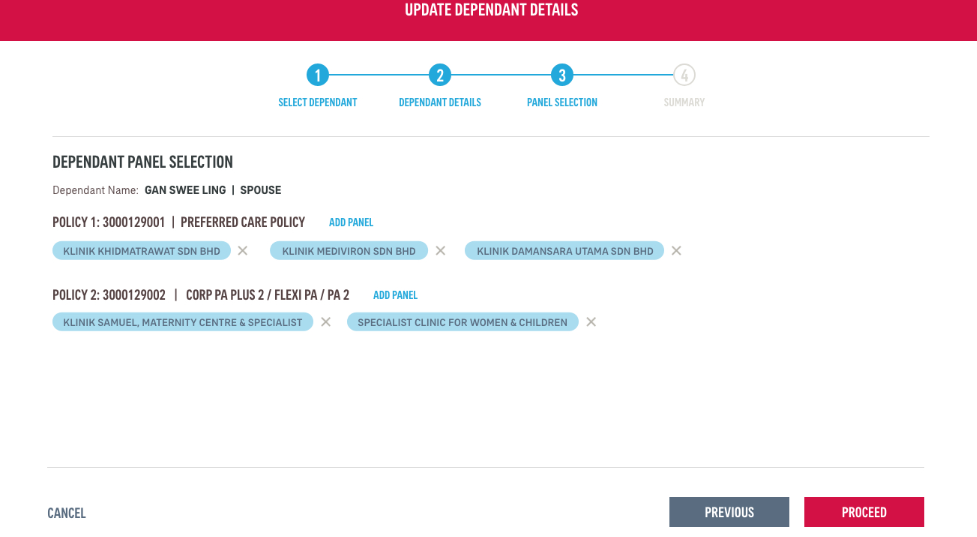 UPDATE DEPENDANT DETAILS
1 2 3 4
SELECT DEPENDANT DEPENDANT DETAILS PANEL SELECTION SUMMARY
DEPENDANT PANEL SELECTION
Dependant Name: GAN SWEE LING | SPOUSE
POLICY 1: 3000129001 | PREFERRED CARE POLICY ADD PANEL
KLINIK KHIDMATRAWAT SDN BHD KLINIK MEDIVIRON SDN BHD KLINIK DAMANSARA UTAMA SDN BHD
POLICY 2: 3000129002 | CORP PA PLUS 2 / FLEXI PA / PA 2 ADD PANEL
KLINIK SAMUEL, MATERNITY CENTRE & SPECIALIST SPECIALIST CLINIC FOR WOMEN & CHILDREN
CANCEL PREVIOUS PROCEED